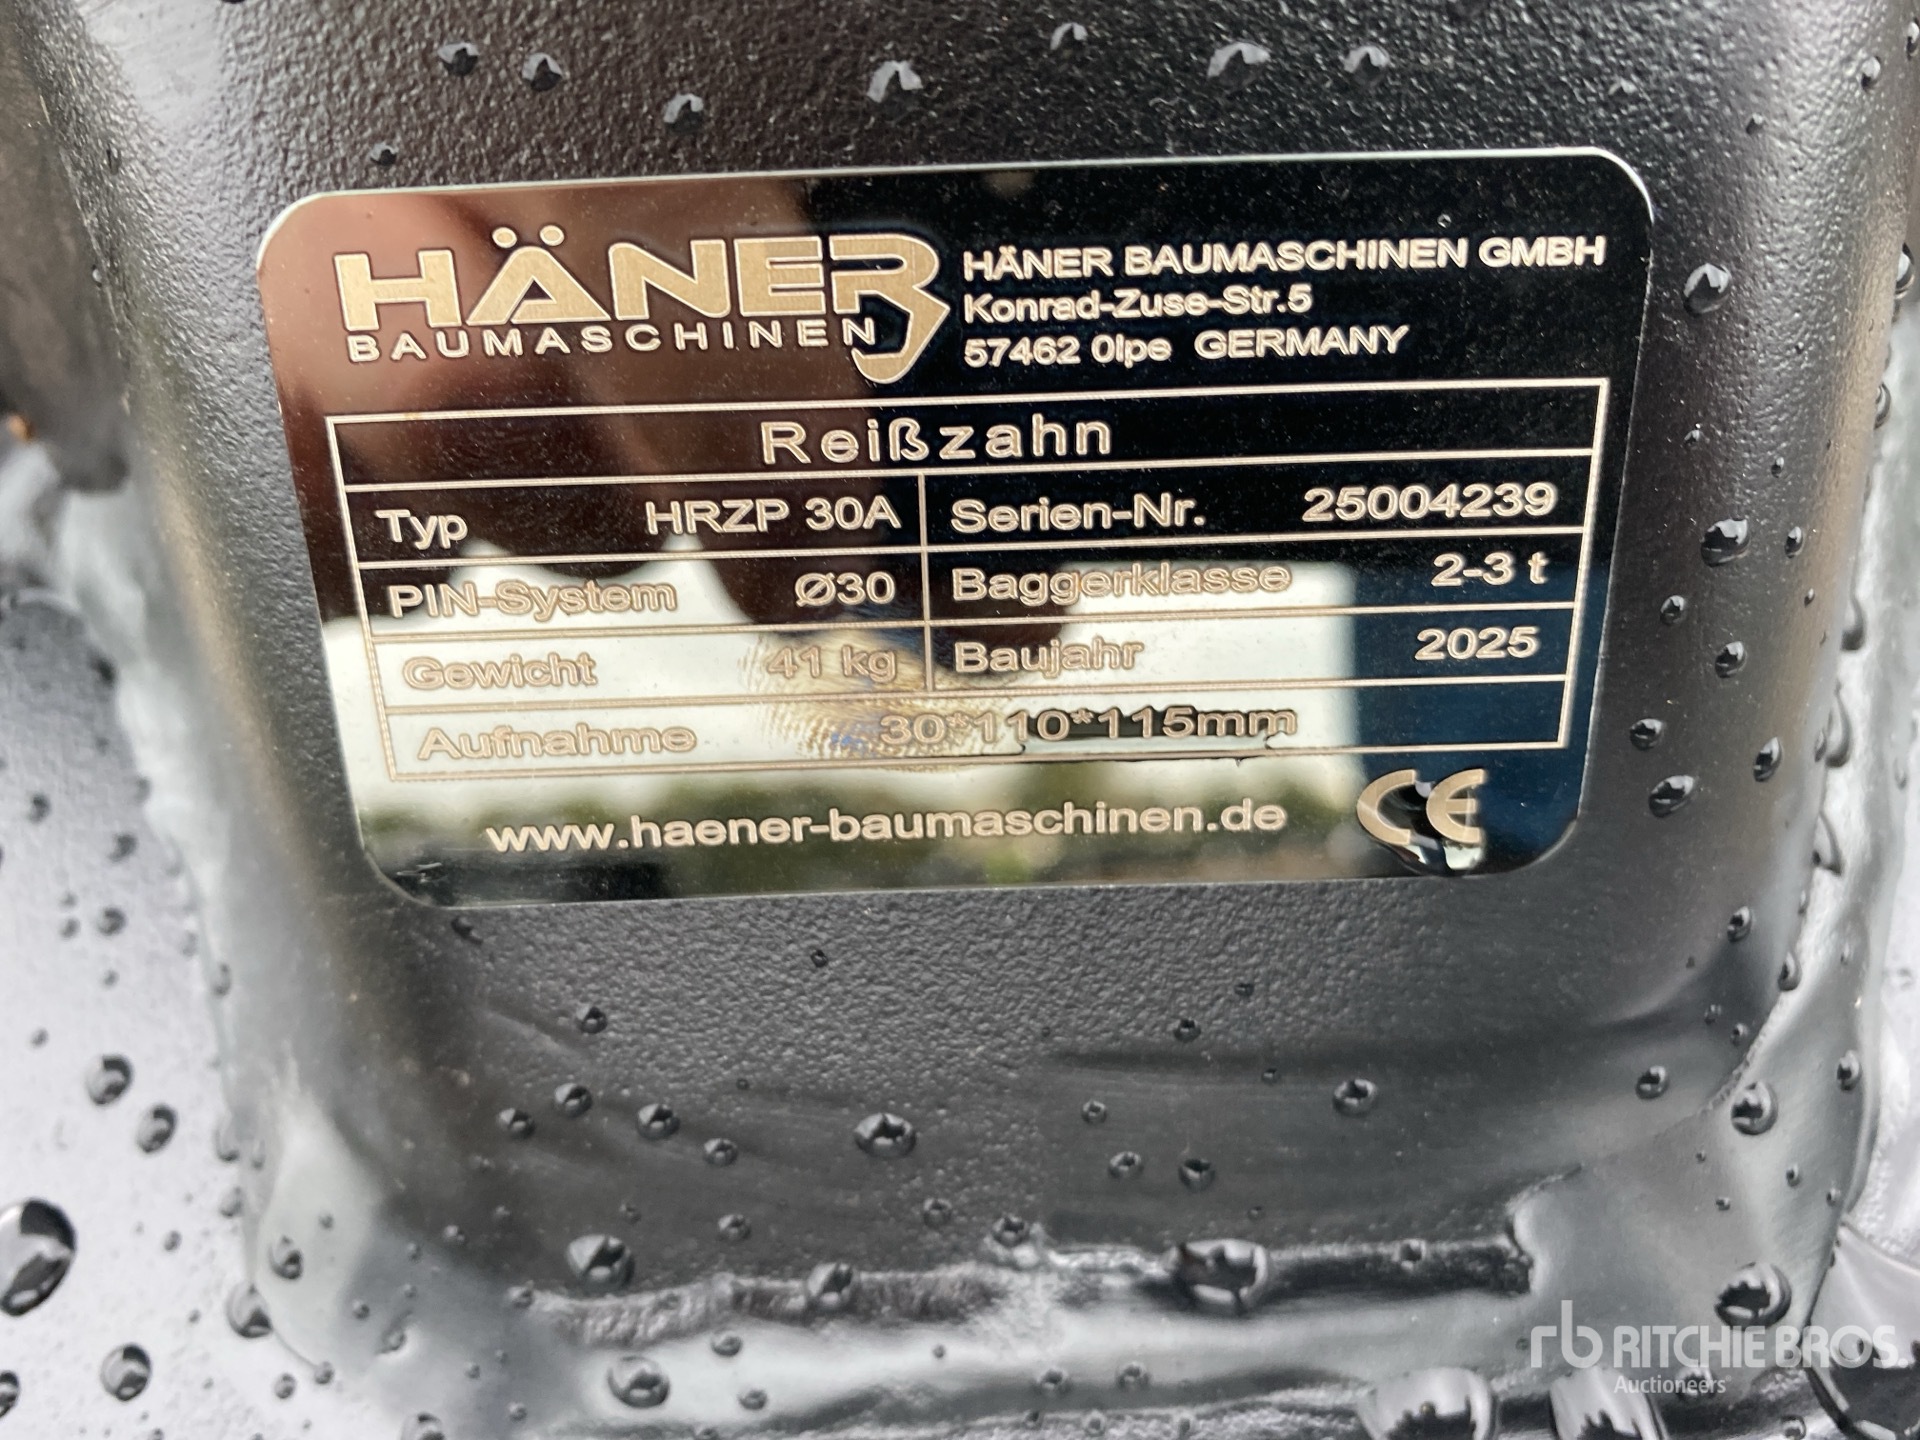 HÄNER
BAUMASCHINEN
HÄNER BAUMASCHINEN GMBH
Konrad-Zuse-Str.5
57462 Olpe GERMANY
Reißzahn
Typ HRZP 30A Serien-Nr. 25004239
PIN-System Ø30 Baggerklasse 2-3 t
Gewicht 41 kg Baujahr 2025
Aufnahme 30*110*115mm
www.haener-baumaschinen.de CE
rb RITCHIE BROS.
Auctioneers